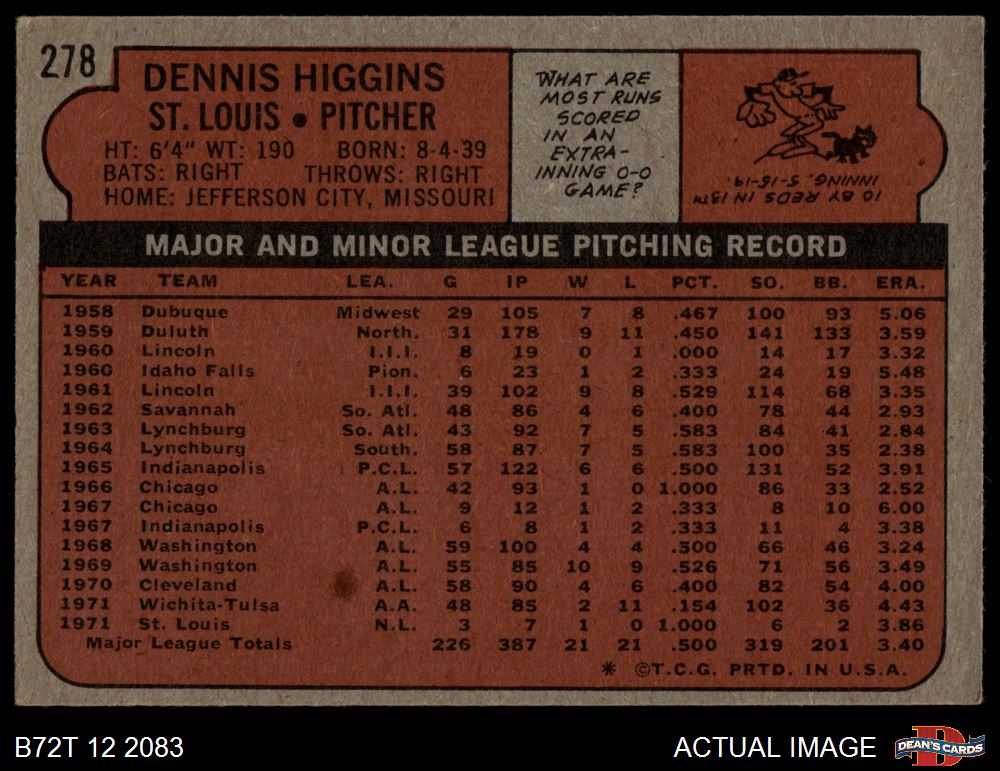 278
DENNIS HIGGINS
ST. LOUIS • PITCHER
HT: 6'4" WT: 190 BORN: 8-4-39
BATS: RIGHT THROWS: RIGHT
HOME: JEFFERSON CITY, MISSOURI
WHAT ARE
MOST RUNS
SCORED
IN AN
EXTRA-
INNING 0-0
GAME?
10 BY REDS IN 13TH
INNING, 5-15-19.
MAJOR AND MINOR LEAGUE PITCHING RECORD
YEAR TEAM LEA. G IP W L PCT. SO. BB. ERA.
1958 Dubuque Midwest 29 105 7 8 .467 100 93 5.06
1959 Duluth North. 31 178 9 11 .450 141 133 3.59
1960 Lincoln I.I.I. 8 19 0 1 .000 14 17 3.32
1960 Idaho Falls Pion. 6 23 1 2 .333 24 19 5.48
1961 Lincoln I.I.I. 39 102 9 8 .529 114 68 3.35
1962 Savannah So. Atl. 48 86 4 6 .400 78 44 2.93
1963 Lynchburg So. Atl. 43 92 7 5 .583 84 41 2.84
1964 Lynchburg South. 58 87 7 5 .583 100 35 2.38
1965 Indianapolis P.C.L. 57 122 6 6 .500 131 52 3.91
1966 Chicago A.L. 42 93 1 0 1.000 86 33 2.52
1967 Chicago A.L. 9 12 1 2 .333 8 10 6.00
1967 Indianapolis P.C.L. 6 8 1 2 .333 11 4 3.38
1968 Washington A.L. 59 100 4 4 .500 66 46 3.24
1969 Washington A.L. 55 85 10 9 .526 71 56 3.49
1970 Cleveland A.L. 58 90 4 6 .400 82 54 4.00
1971 Wichita-Tulsa A.A. 48 85 2 11 .154 102 36 4.43
1971 St. Louis N.L. 3 7 1 0 1.000 6 2 3.86
Major League Totals 226 387 21 21 .500 319 201 3.40
* ©T.C.G. PRTD. IN U.S.A.
B72T 12 2083
ACTUAL IMAGE
D
DEAN'S CARDS